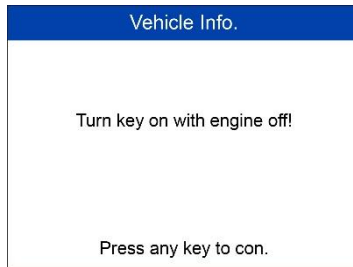 Vehicle Info.
Turn key on with engine off!
Press any key to con.